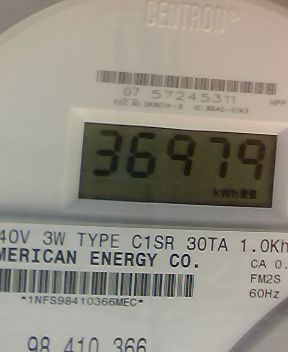 CENTRON®
07 57245311
36979
kWh
40V 3W TYPE C1SR 30TA 1.0Kh
MERICAN ENERGY CO.
CA 0.
FM2S
60Hz
*1NFS98410366MEC*
98 410 366